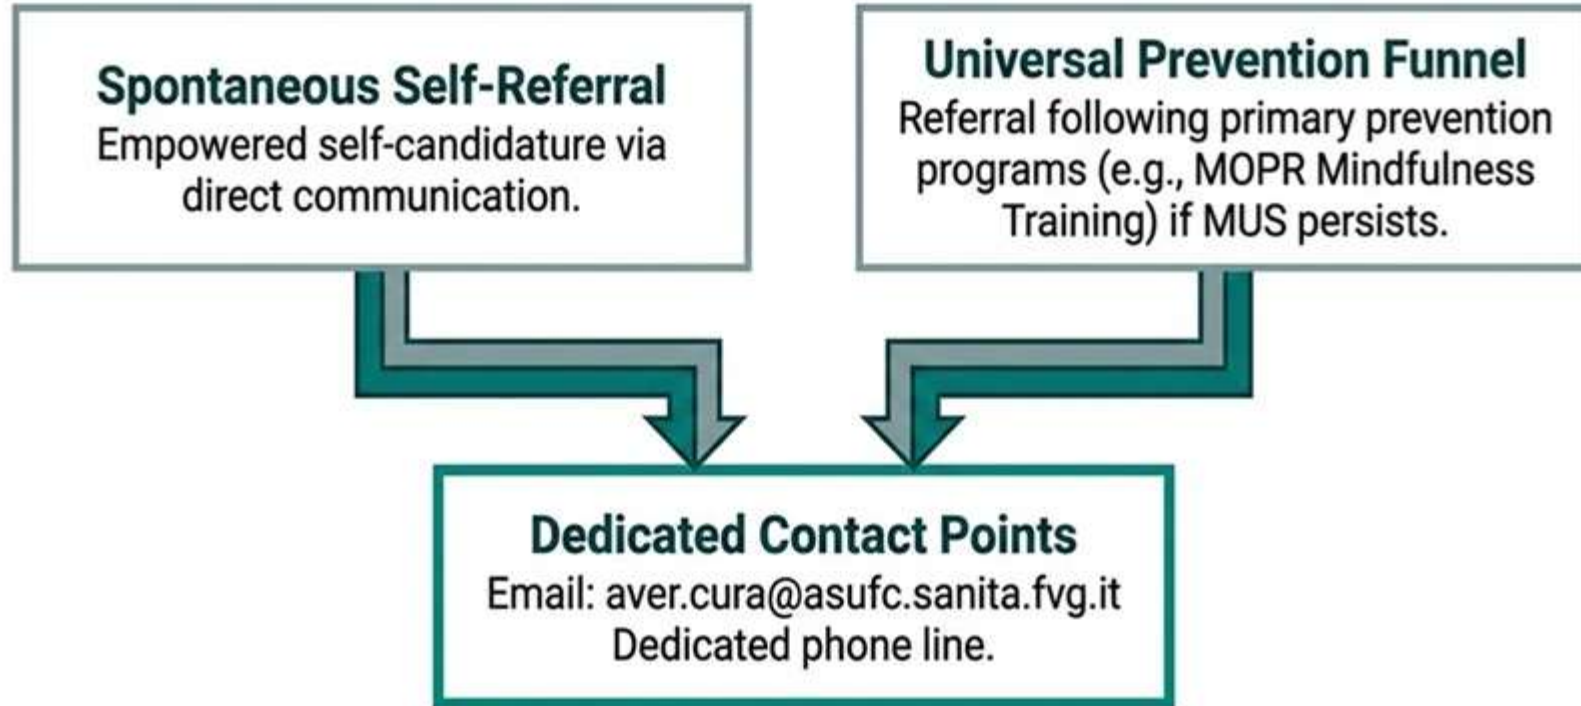 Spontaneous Self-Referral
Empowered self-candidature via
direct communication.
Universal Prevention Funnel
Referral following primary prevention
programs (e.g., MOPR Mindfulness
Training) if MUS persists.
Dedicated Contact Points
Email: aver.cura@asufc.sanita.fvg.it
Dedicated phone line.